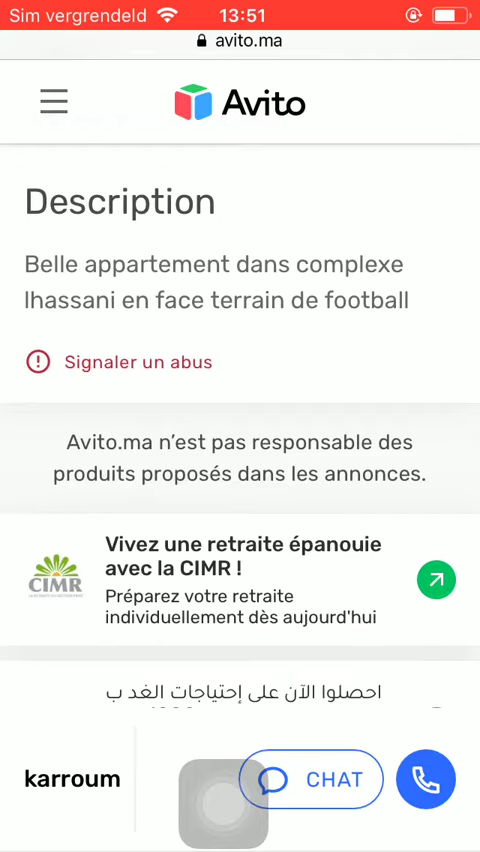 Sim vergrendeld 13:51
avito.ma
Avito
Description
Belle appartement dans complexe
lhassani en face terrain de football
Signaler un abus
Avito.ma n'est pas responsable des
produits proposés dans les annonces.
Vivez une retraite épanouie
avec la CIMR !
CIMR
Préparez votre retraite
individuellement dès aujourd'hui
احصلوا الآن على إحتياجات الغد ب
karroum
CHAT